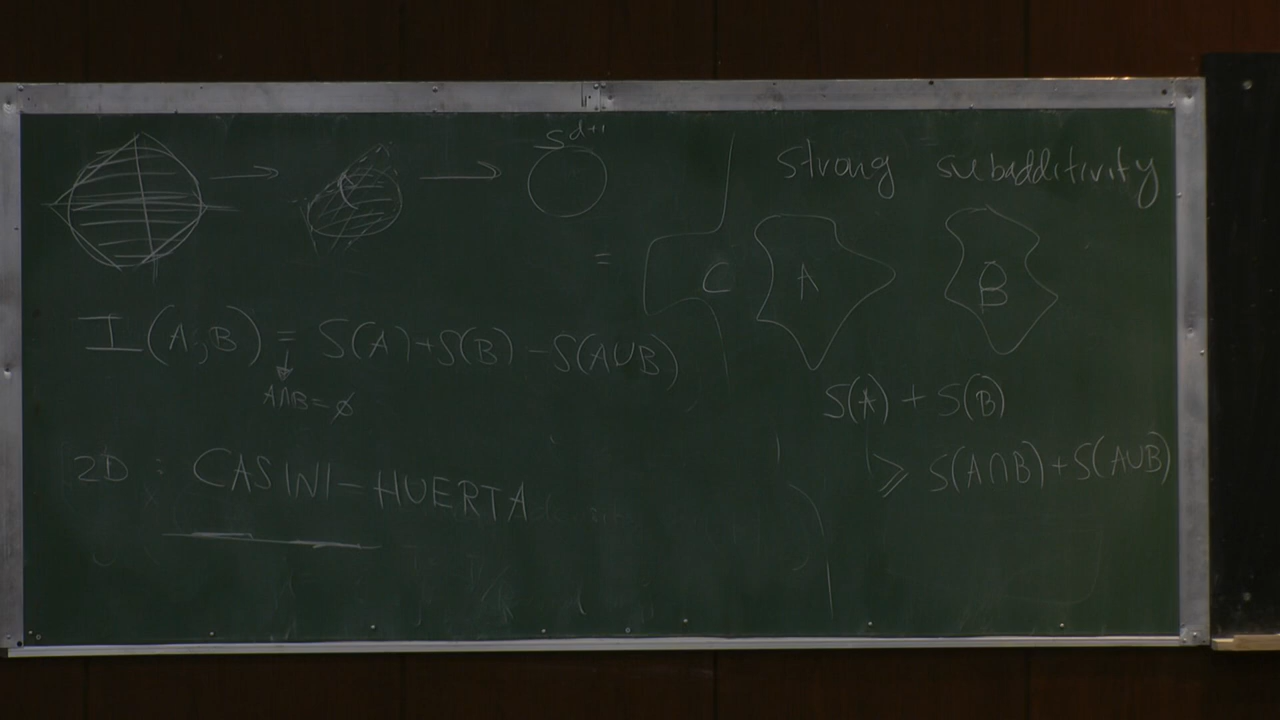 S^{d+1}
strong subadditivity
= C A B
I(A,B) = S(A)+S(B)-S(A∪B)
A∩B=∅
S(A) + S(B)
≥ S(A∩B)+S(A∪B)
2D : CASINI-HUERTA